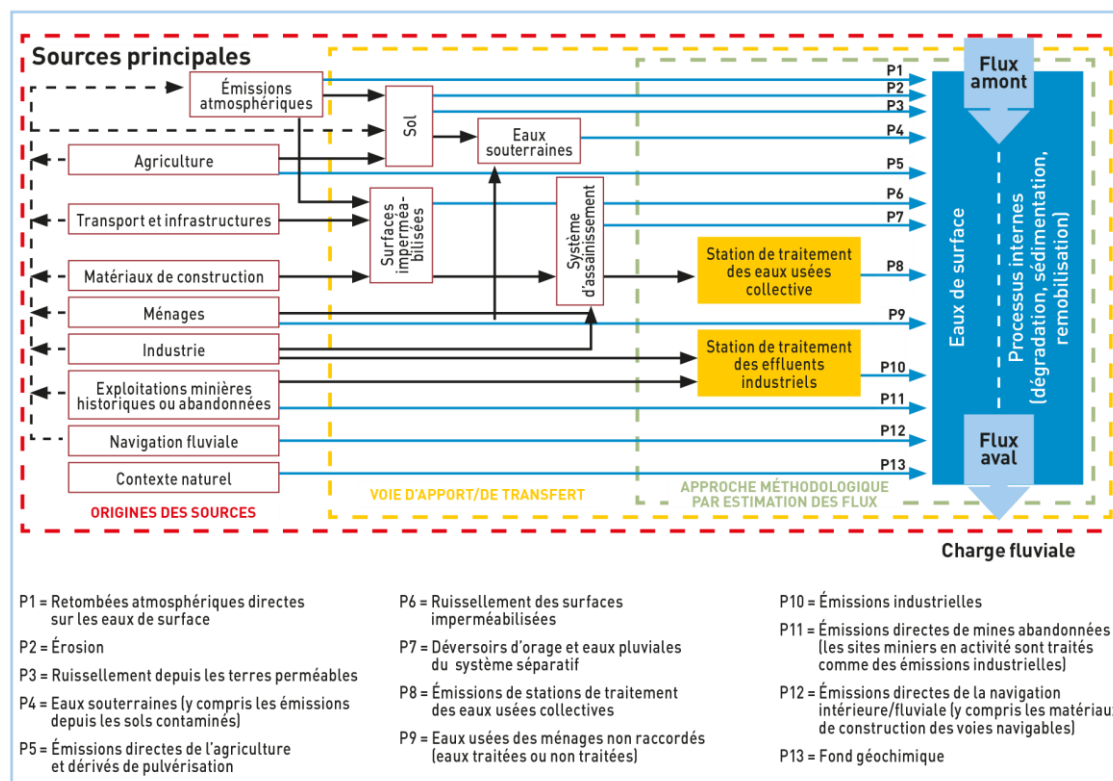 Sources principales
Émissions
atmosphériques
Sol
Eaux
souterraines
Agriculture
Transport et infrastructures
Surfaces
imperméa-
bilisées
Système
d'assainissement
Matériaux de construction
Ménages
Industrie
Exploitations minières
historiques ou abandonnées
Navigation fluviale
Contexte naturel
Station de traitement
des eaux usées
collective
Station de traitement
des effluents
industriels
P1
P2
P3
P4
P5
P6
P7
P8
P9
P10
P11
P12
P13
Flux
amont
Eaux de surface
Processus internes
(dégradation, sédimentation,
remobilisation)
Flux
aval
ORIGINES DES SOURCES
VOIE D'APPORT/DE TRANSFERT
APPROCHE MÉTHODOLOGIQUE
PAR ESTIMATION DES FLUX
Charge fluviale
P1 = Retombées atmosphériques directes
sur les eaux de surface
P2 = Érosion
P3 = Ruissellement depuis les terres perméables
P4 = Eaux souterraines (y compris les émissions
depuis les sols contaminés)
P5 = Émissions directes de l'agriculture
et dérivés de pulvérisation
P6 = Ruissellement des surfaces
imperméabilisées
P7 = Déversoirs d'orage et eaux pluviales
du système séparatif
P8 = Émissions de stations de traitement
des eaux usées collectives
P9 = Eaux usées des ménages non raccordés
(eaux traitées ou non traitées)
P10 = Émissions industrielles
P11 = Émissions directes de mines abandonnées
(les sites miniers en activité sont traités
comme des émissions industrielles)
P12 = Émissions directes de la navigation
intérieure/fluviale (y compris les matériaux
de construction des voies navigables)
P13 = Fond géochimique